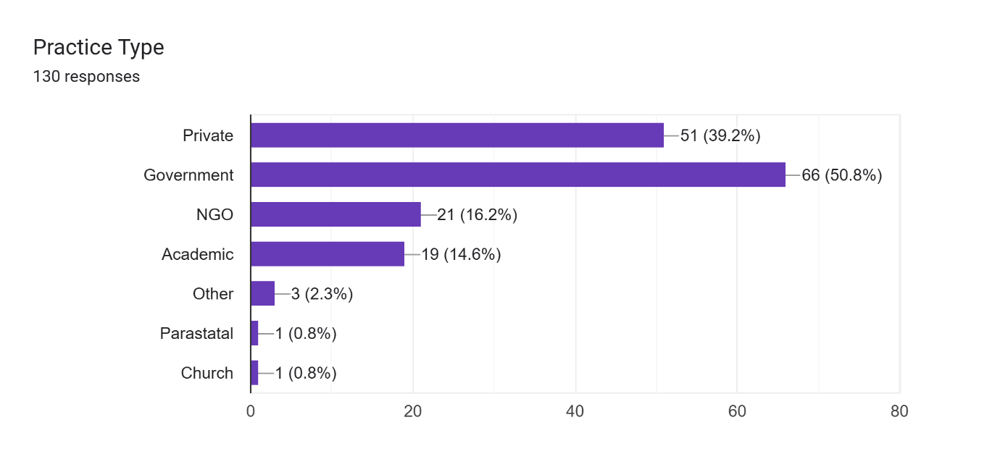 Practice Type
130 responses
Private 51 (39.2%)
Government 66 (50.8%)
NGO 21 (16.2%)
Academic 19 (14.6%)
Other 3 (2.3%)
Parastatal 1 (0.8%)
Church 1 (0.8%)
0 20 40 60 80